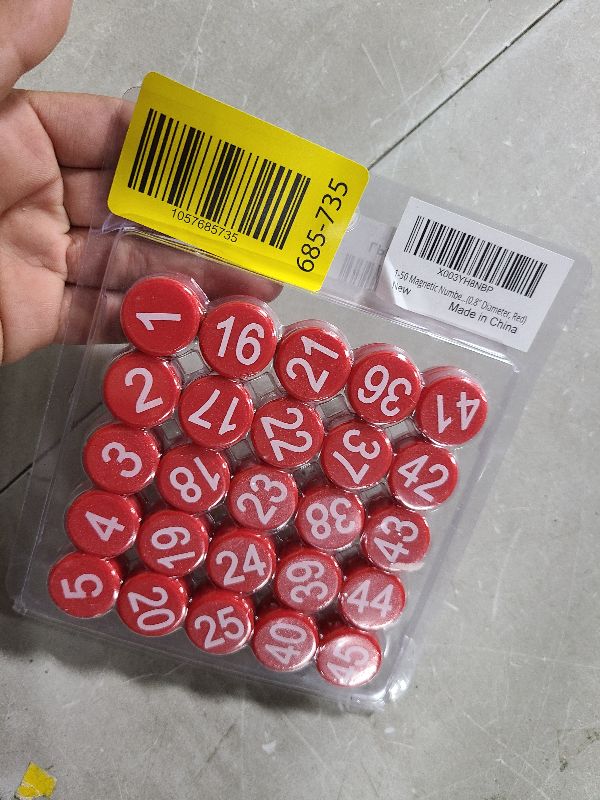 1057685735
685-735
X003YH8NBP
1-50 Magnetic Numbe...(0.8" Diameter, Red)
New
Made in China
1 16 21 36 41
2 17 22 37 42
3 18 23 38 43
4 19 24 39 44
5 20 25 40 45